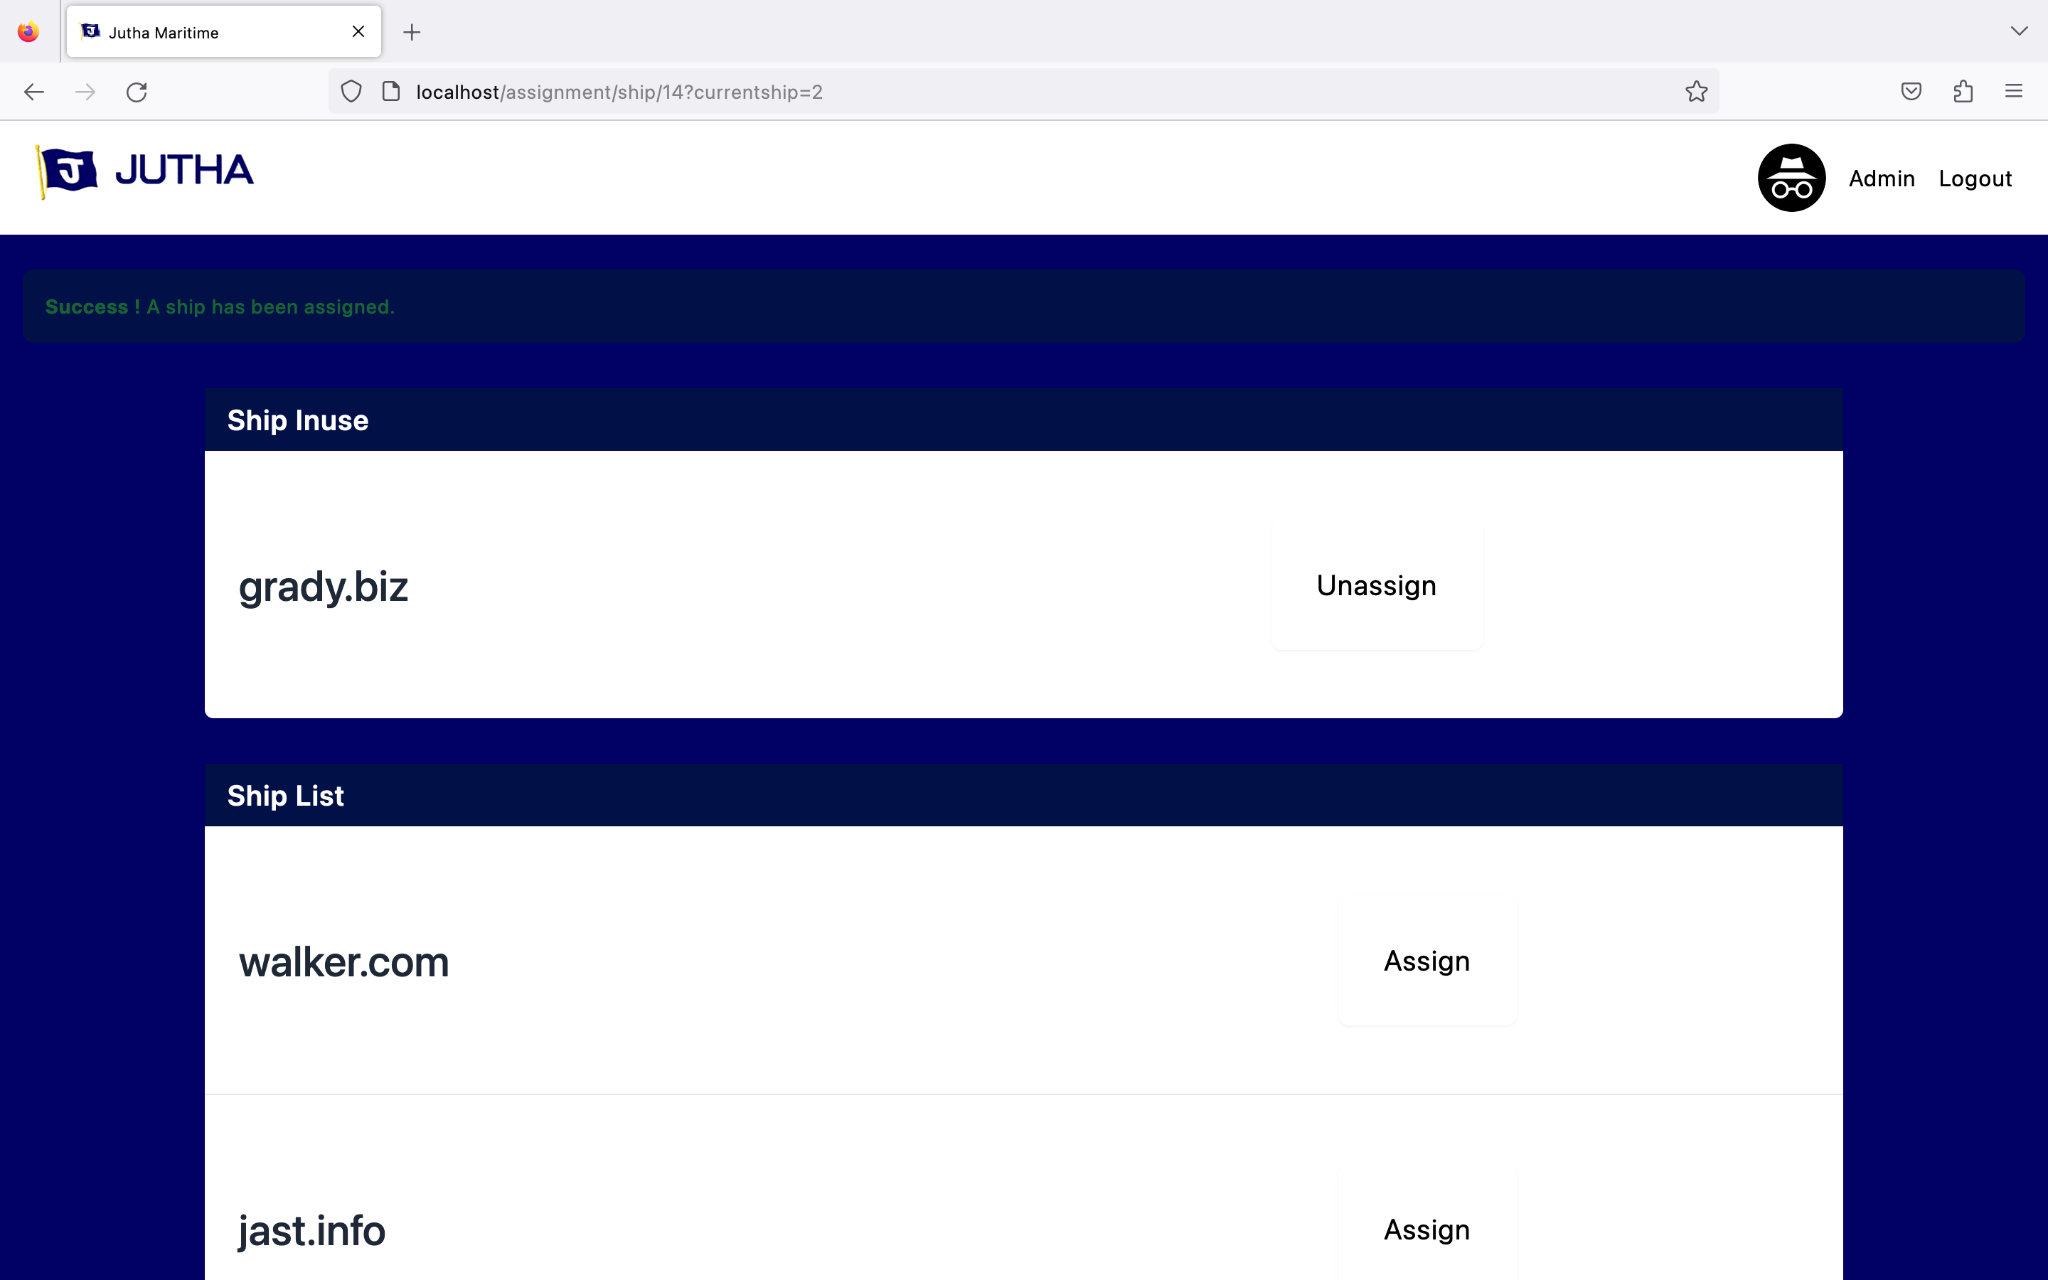 Jutha Maritime
localhost/assignment/ship/14?currentship=2
J JUTHA
Admin Logout
Success ! A ship has been assigned.
Ship Inuse
grady.biz Unassign
Ship List
walker.com Assign
jast.info Assign